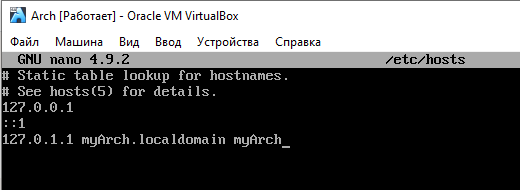 Arch [Работает] - Oracle VM VirtualBox
Файл Машина Вид Ввод Устройства Справка
GNU nano 4.9.2 /etc/hosts
# Static table lookup for hostnames.
# See hosts(5) for details.
127.0.0.1
::1
127.0.1.1 myArch.localdomain myArch_